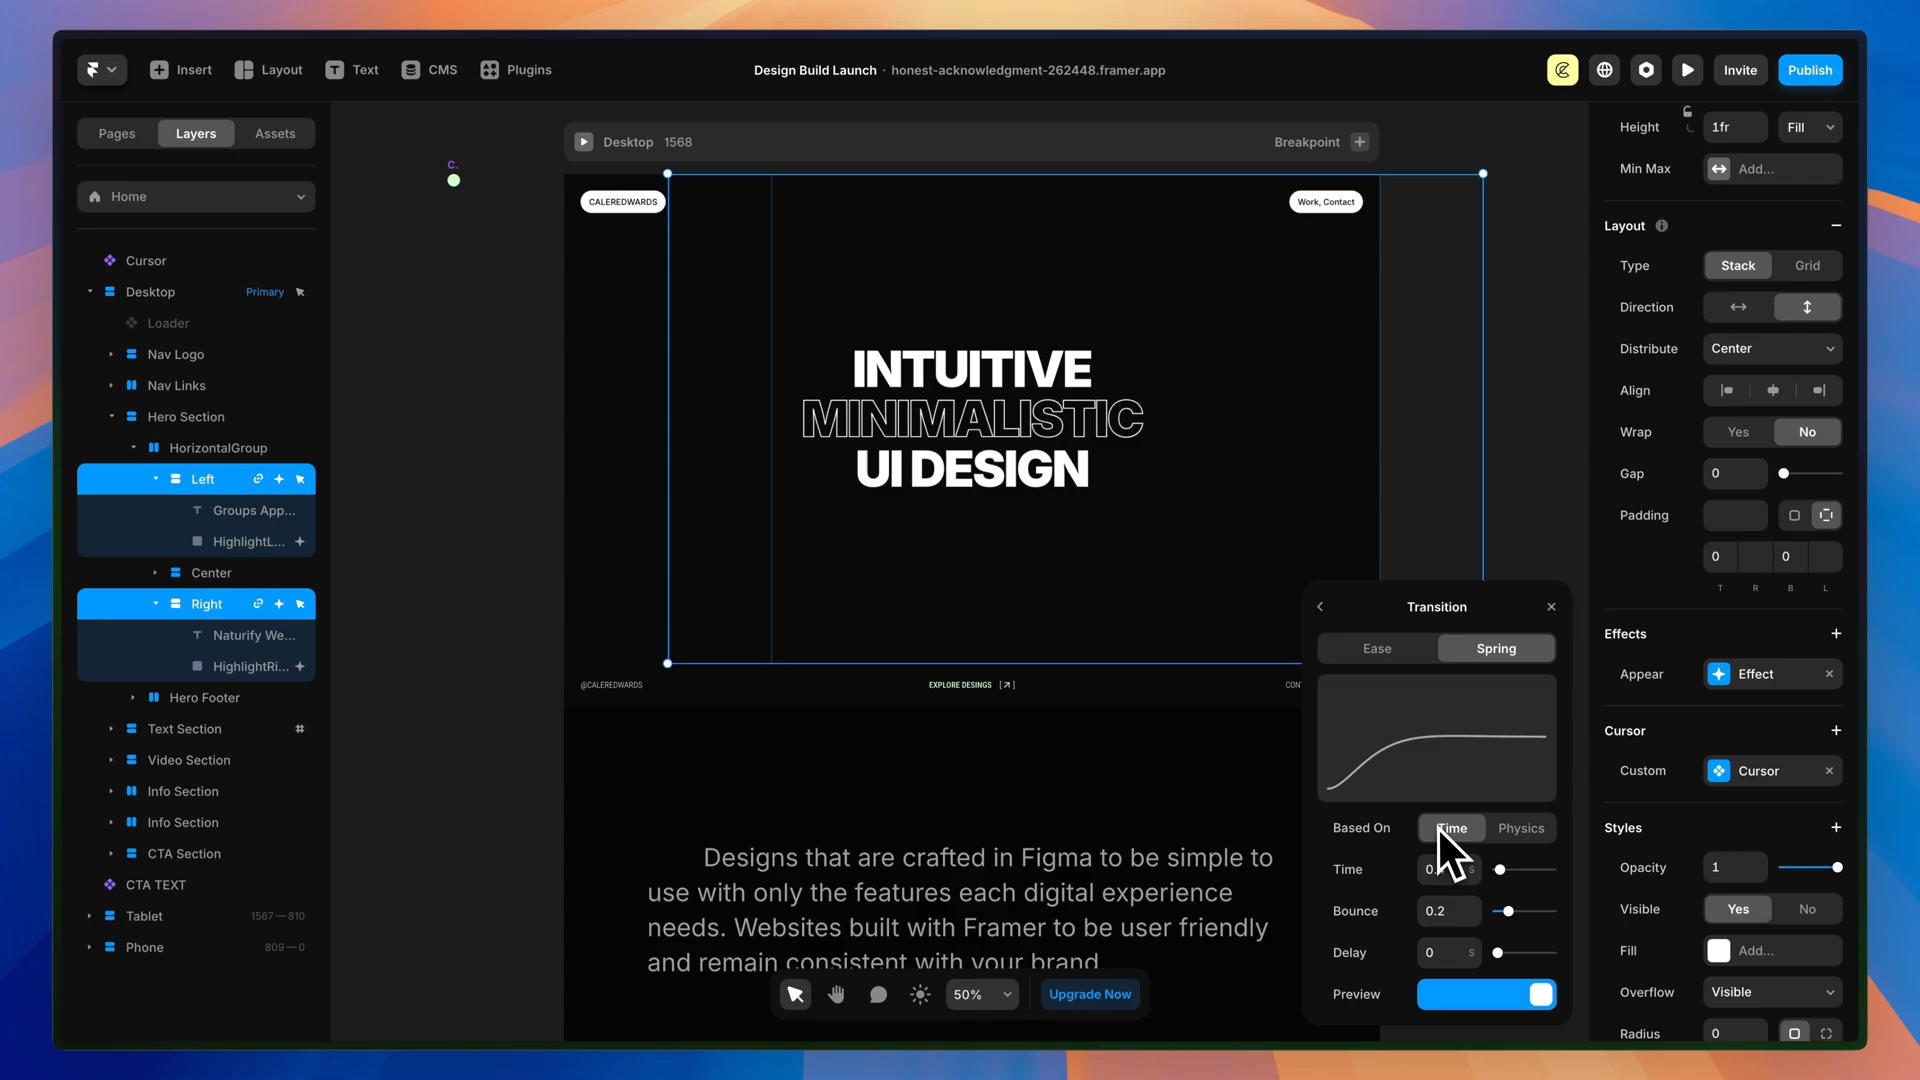 Insert
Layout
Text
CMS
Plugins
Design Build Launch · honest-acknowledgment-262448.framer.app
Invite
Publish
Pages
Layers
Assets
Home
Cursor
Desktop Primary
Loader
Nav Logo
Nav Links
Hero Section
HorizontalGroup
Left
Groups App...
HighlightL...
Center
Right
Naturify We...
HighlightRi...
Hero Footer
Text Section
Video Section
Info Section
Info Section
CTA Section
CTA TEXT
Tablet 1567—810
Phone 809—0
C.
Desktop 1568
Breakpoint
CALEREDWARDS
Work, Contact
INTUITIVE
MINIMALISTIC
UI DESIGN
@CALEREDWARDS
EXPLORE DESINGS [↗]
Designs that are crafted in Figma to be simple to
use with only the features each digital experience
needs. Websites built with Framer to be user friendly
and remain consistent with your brand.
50%
Upgrade Now
Transition
Ease
Spring
Based On
Time
Physics
Time
s
Bounce
0.2
Delay
0 s
Preview
Height
1fr
Fill
Min Max
Add...
Layout
Type
Stack
Grid
Direction
Distribute
Center
Align
Wrap
Yes
No
Gap
0
Padding
0
0
T
R
B
L
Effects
Appear
Effect
Cursor
Custom
Cursor
Styles
Opacity
1
Visible
Yes
No
Fill
Add...
Overflow
Visible
Radius
0